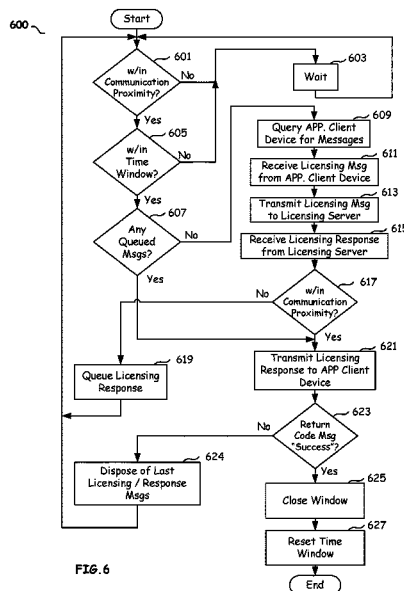 600
Start
601
w/in
Communication
Proximity?
No
603
Wait
Yes
605
w/in
Time
Window?
No
Yes
607
Any
Queued
Msgs?
No
Yes
609
Query APP. Client
Device for Messages
611
Receive Licensing Msg
from APP. Client Device
613
Transmit Licensing Msg
to Licensing Server
615
Receive Licensing Response
from Licensing Server
617
w/in
Communication
Proximity?
No
Yes
619
Queue Licensing
Response
621
Transmit Licensing
Response to APP Client
Device
623
Return
Code Msg
"Success"?
No
Yes
624
Dispose of Last
Licensing / Response
Msgs
625
Close Window
627
Reset Time
Window
End
FIG.6